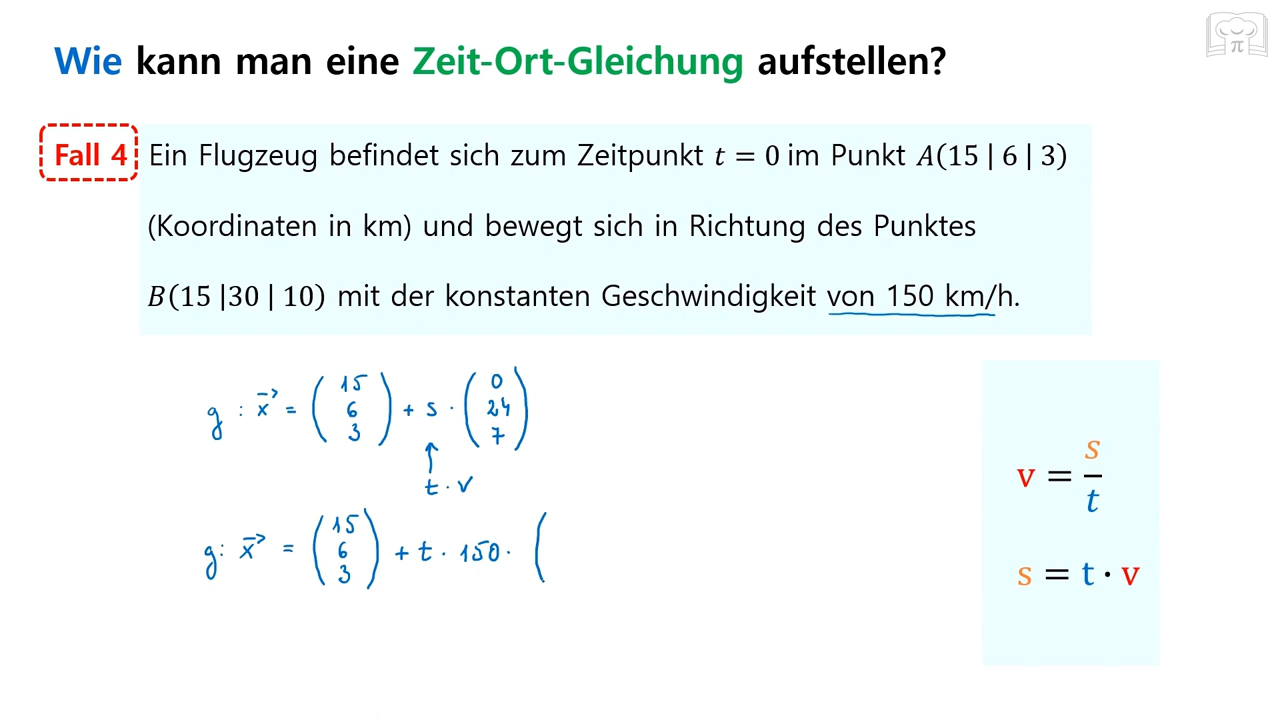 Wie kann man eine Zeit-Ort-Gleichung aufstellen?
Fall 4 Ein Flugzeug befindet sich zum Zeitpunkt t = 0 im Punkt A(15 | 6 | 3)
(Koordinaten in km) und bewegt sich in Richtung des Punktes
B(15 |30 | 10) mit der konstanten Geschwindigkeit von 150 km/h.
g : x⃗ = (15 6 3) + s · (0 24 7)
↑
t · v
g: x⃗ = (15 6 3) + t · 150 · (
v = s/t
s = t · v
π